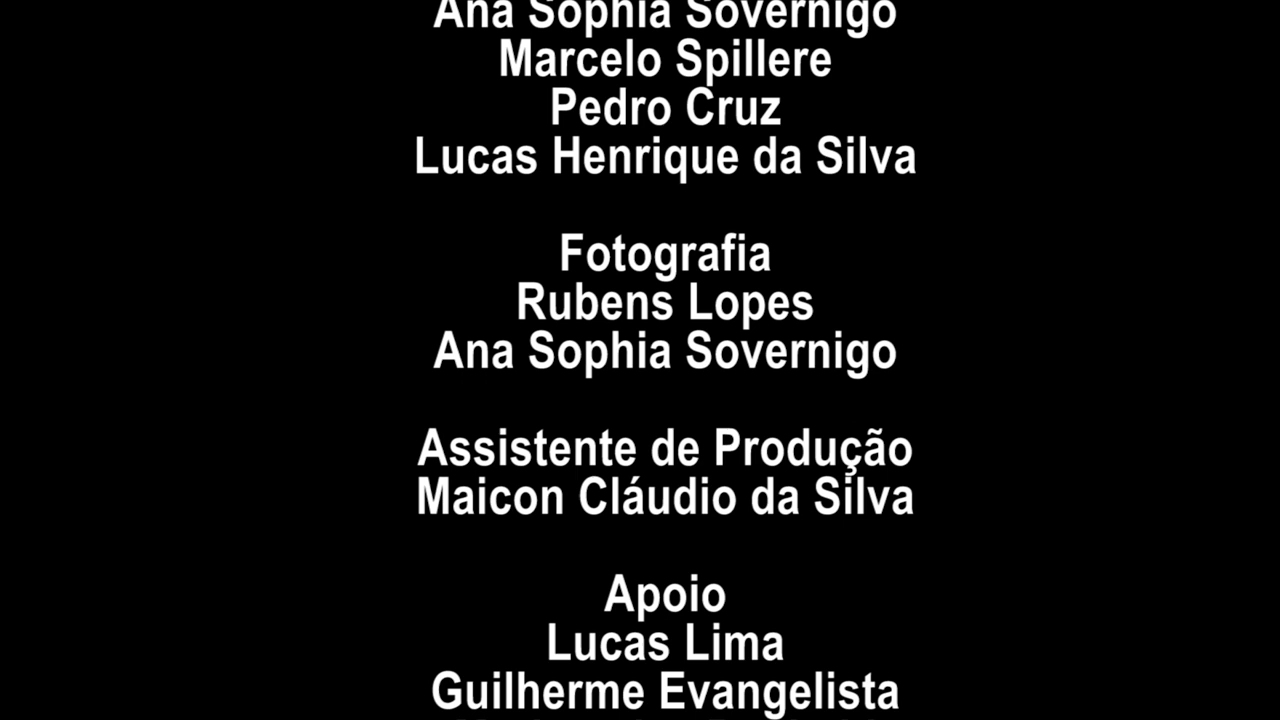 Ana Sophia Sovernigo
Marcelo Spillere
Pedro Cruz
Lucas Henrique da Silva
Fotografia
Rubens Lopes
Ana Sophia Sovernigo
Assistente de Produção
Maicon Cláudio da Silva
Apoio
Lucas Lima
Guilherme Evangelista